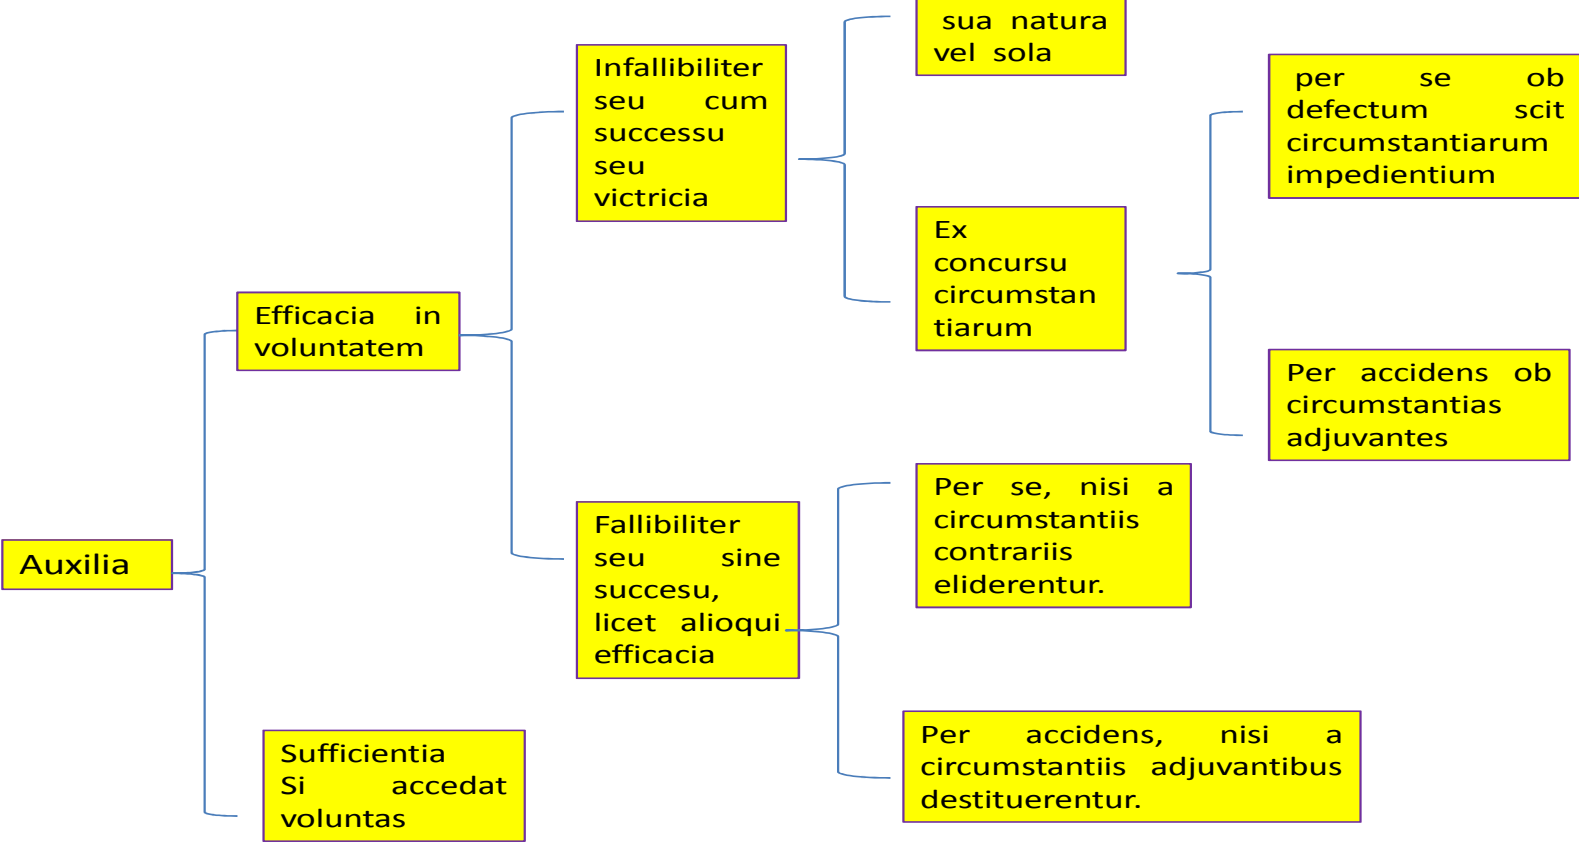 sua natura
vel sola
Infallibiliter
seu cum
successu
seu
victricia
per se ob
defectum scit
circumstantiarum
impedientium
Ex
concursu
circumstan
tiarum
Efficacia in
voluntatem
Per accidens ob
circumstantias
adjuvantes
Per se, nisi a
circumstantiis
contrariis
eliderentur.
Fallibiliter
seu sine
succesu,
licet alioqui
efficacia
Auxilia
Per accidens, nisi a
circumstantiis adjuvantibus
destituerentur.
Sufficientia
Si accedat
voluntas